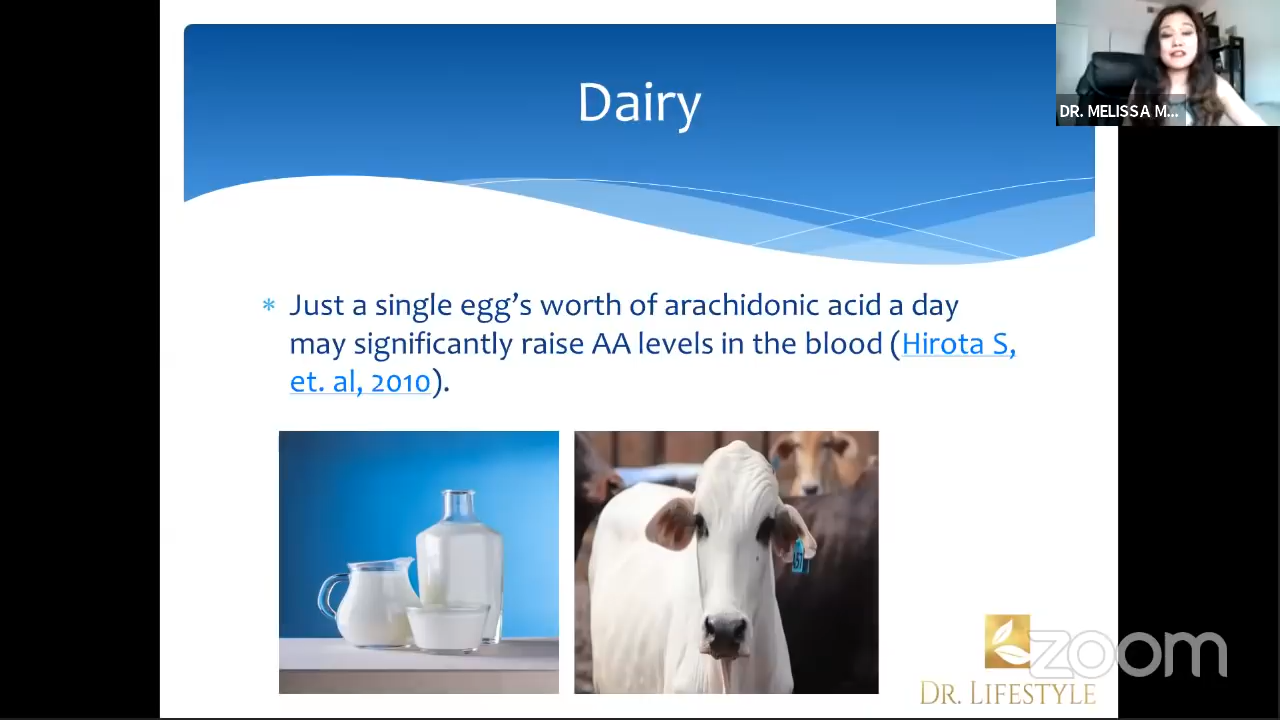 Dairy
DR. MELISSA M...
* Just a single egg's worth of arachidonic acid a day
may significantly raise AA levels in the blood (Hirota S,
et. al, 2010).
zoom
DR. LIFESTYLE